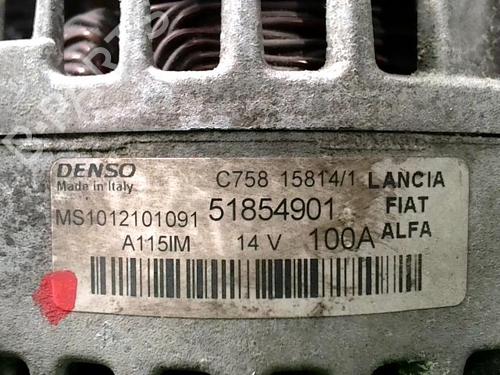 DENSO
Made in Italy
C758 15814/1
LANCIA
MS1012101091
51854901
FIAT
A115IM
14 V
100A
ALFA